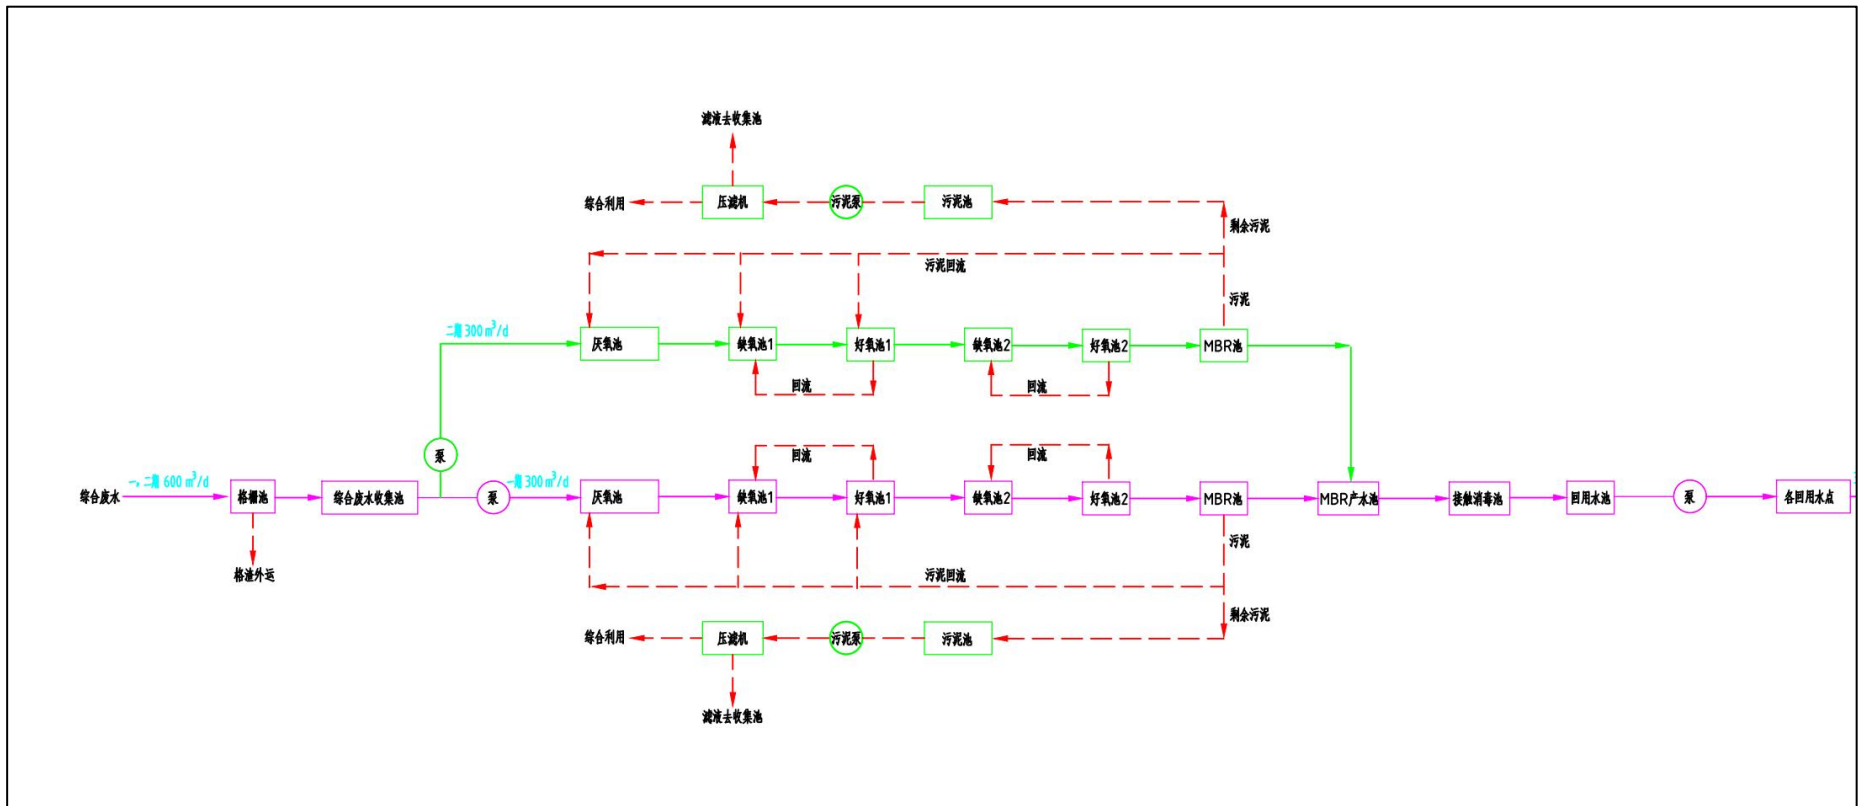 滤液去收集池
综合利用
压滤机
污泥泵
污泥池
剩余污泥
污泥回流
污泥
二期 300 m³/d
厌氧池
缺氧池1
好氧池1
缺氧池2
好氧池2
MBR池
回流
回流
泵
回流
回流
综合废水
一，二期 600 m³/d
格栅池
综合废水收集池
泵
一期 300 m³/d
厌氧池
缺氧池1
好氧池1
缺氧池2
好氧池2
MBR池
MBR产水池
接触消毒池
回用水池
泵
各回用水点
格渣外运
污泥
污泥回流
剩余污泥
综合利用
压滤机
污泥泵
污泥池
滤液去收集池